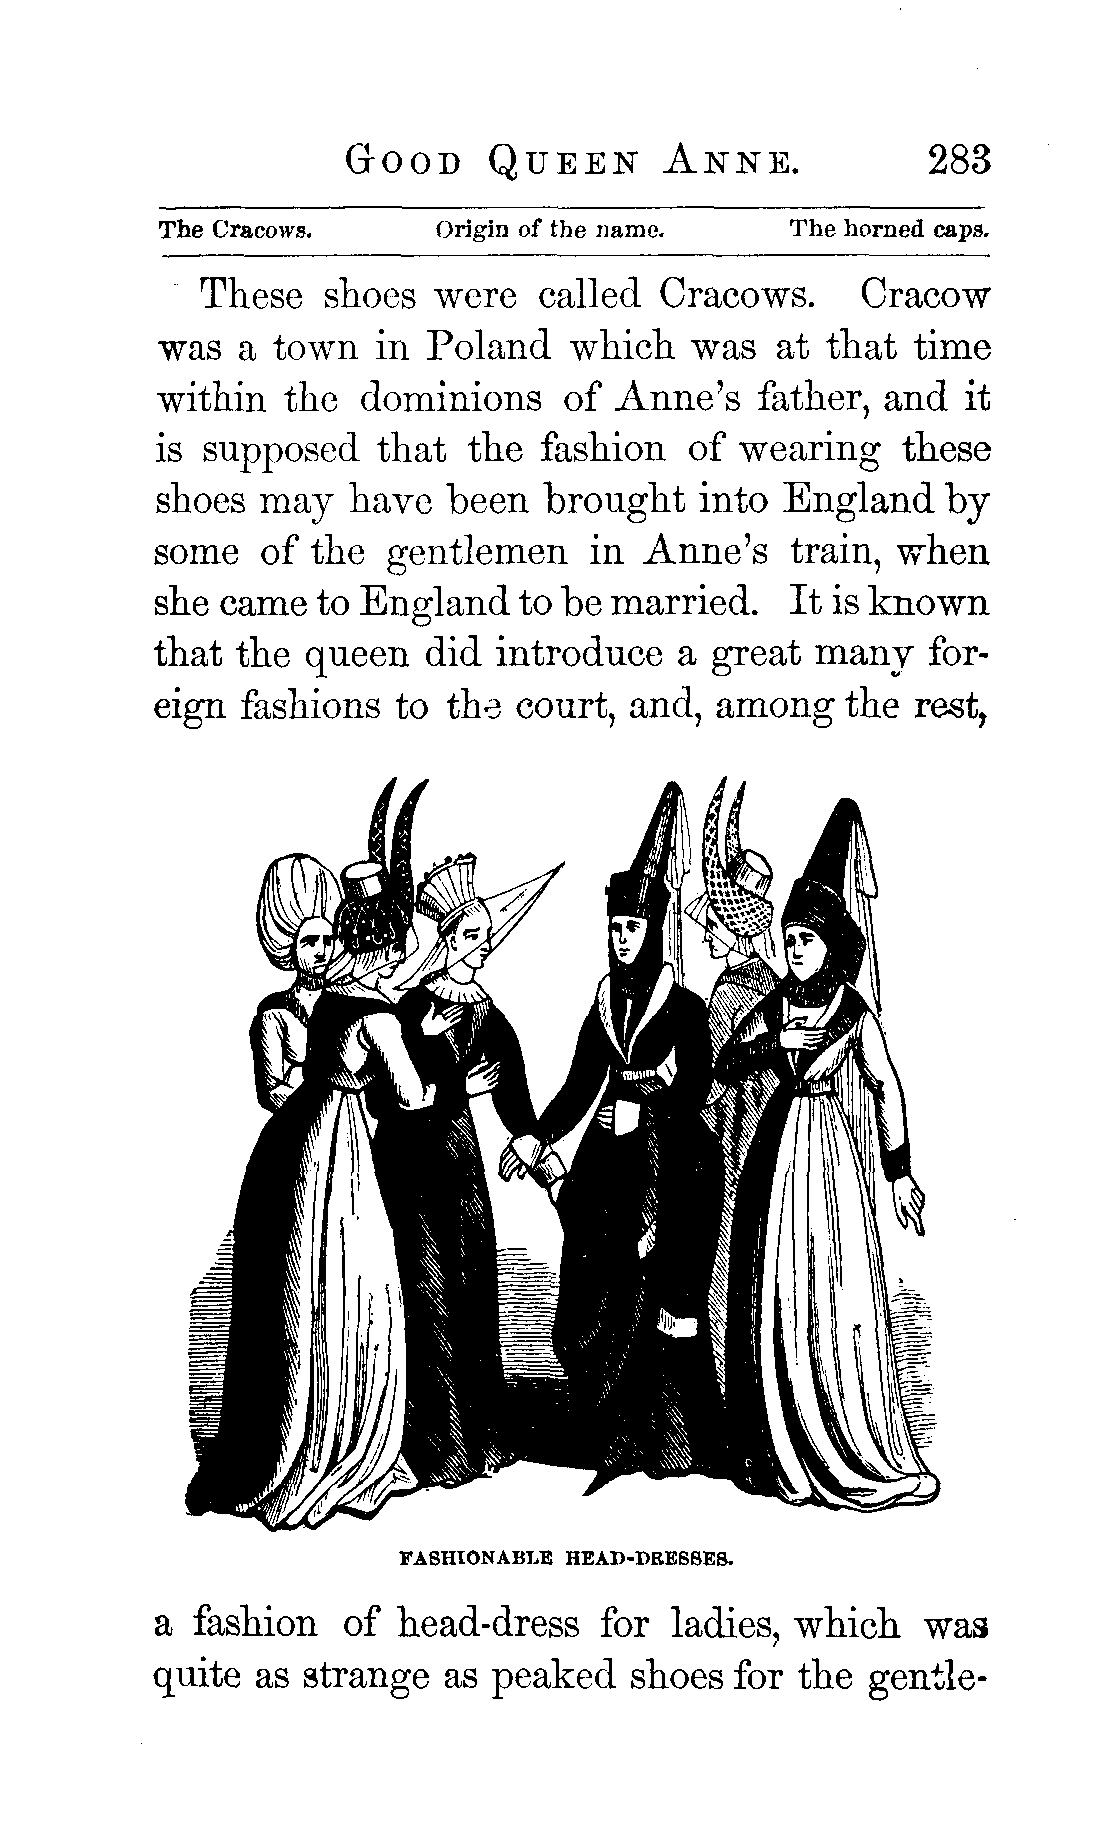 GOOD QUEEN ANNE. 283
The Cracows. Origin of the name. The horned caps.
These shoes were called Cracows. Cracow
was a town in Poland which was at that time
within the dominions of Anne's father, and it
is supposed that the fashion of wearing these
shoes may have been brought into England by
some of the gentlemen in Anne's train, when
she came to England to be married. It is known
that the queen did introduce a great many for-
eign fashions to the court, and, among the rest,
FASHIONABLE HEAD-DRESSES.
a fashion of head-dress for ladies, which was
quite as strange as peaked shoes for the gentle-